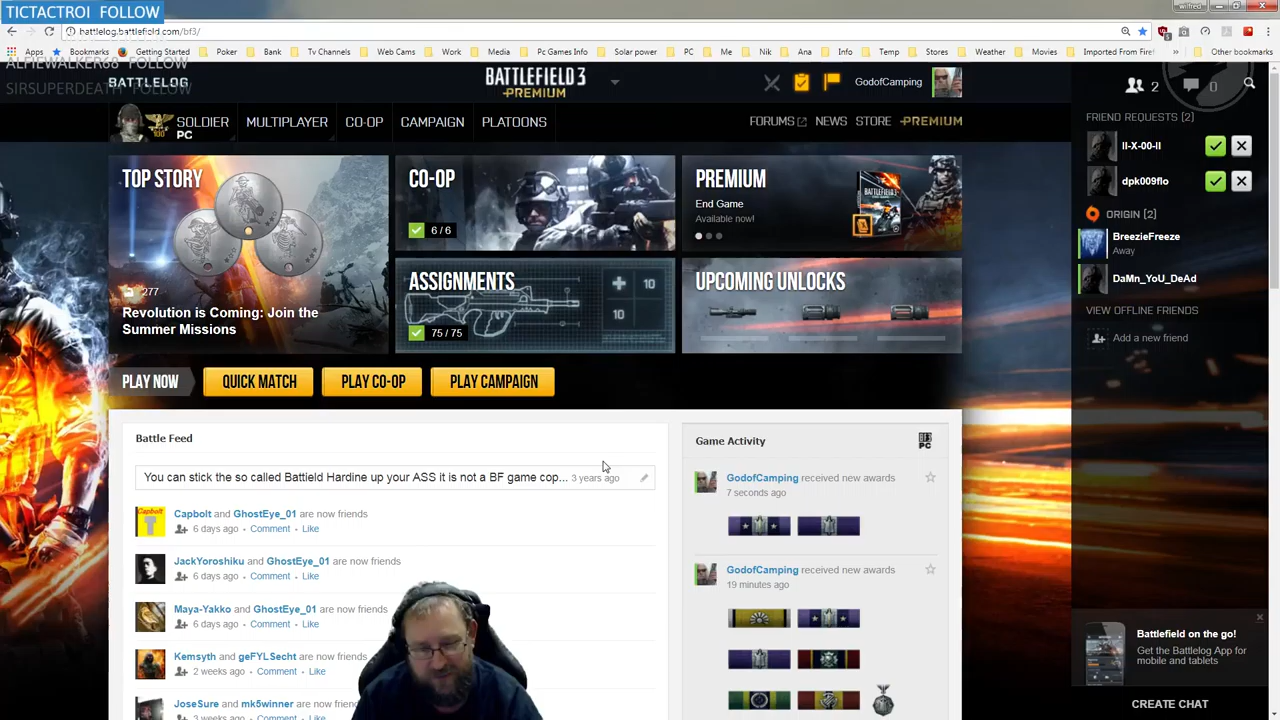 wilfred
TICTACTROI FOLLOW
battlelog.battlefield.com/bf3/
Apps Bookmarks Getting Started Poker Bank Tv Channels Web Cams Work Media Pc Games Info Solar power PC Me Nik Ana Info Temp Stores Weather Movies Imported From Fire Other bookmarks
ALFIEWALKER68 FOLLOW
BATTLELOG
SIRSUPERDEATH FOLLOW
BATTLEFIELD 3
PREMIUM
GodofCamping
2 0
SOLDIER
PC
100
MULTIPLAYER CO-OP CAMPAIGN PLATOONS
FORUMS NEWS STORE PREMIUM
FRIEND REQUESTS [2]
II-X-00-II
dpk009flo
ORIGIN [2]
BreezieFreeze
Away
DaMn_YoU_DeAd
VIEW OFFLINE FRIENDS
Add a new friend
TOP STORY
277
Revolution is Coming: Join the
Summer Missions
CO-OP
6 / 6
PREMIUM
End Game
Available now!
ASSIGNMENTS
10
10
75 / 75
UPCOMING UNLOCKS
PLAY NOW QUICK MATCH PLAY CO-OP PLAY CAMPAIGN
Battle Feed
You can stick the so called Battield Hardine up your ASS it is not a BF game cop... 3 years ago
Capbolt and GhostEye_01 are now friends
6 days ago • Comment • Like
JackYoroshiku and GhostEye_01 are now friends
6 days ago • Comment • Like
Maya-Yakko and GhostEye_01 are now friends
6 days ago • Comment • Like
Kemsyth and geFYLSecht are now friends
2 weeks ago • Comment • Like
JoseSure and mk5winner are now
3 weeks ago • Comment • Like
Game Activity
PC
GodofCamping received new awards
7 seconds ago
GodofCamping received new awards
19 minutes ago
Battlefield on the go!
Get the Battlelog App for
mobile and tablets
CREATE CHAT